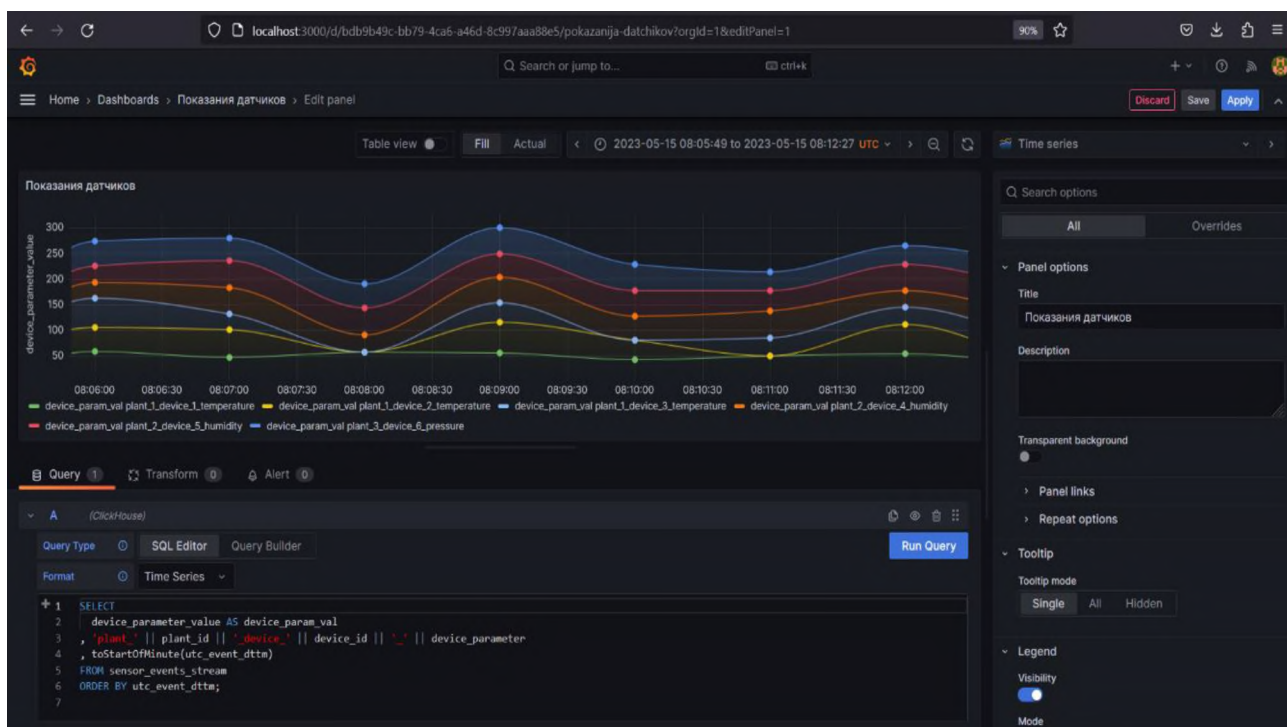 localhost:3000/d/bdb9b49c-bb79-4ca6-a46d-8c997aaa88e5/pokazanija-datchikov?orgId=1&editPanel=1
90%
Search or jump to...
ctrl+k
Home › Dashboards › Показания датчиков › Edit panel
Discard Save Apply
Table view Fill Actual 2023-05-15 08:05:49 to 2023-05-15 08:12:27 UTC
Time series
Показания датчиков
device_parameter_value
300
250
200
150
100
50
08:06:00 08:06:30 08:07:00 08:07:30 08:08:00 08:08:30 08:09:00 08:09:30 08:10:00 08:10:30 08:11:00 08:11:30 08:12:00
device_param_val plant_1_device_1_temperature device_param_val plant_1_device_2_temperature device_param_val plant_1_device_3_temperature device_param_val plant_2_device_4_humidity
device_param_val plant_2_device_5_humidity device_param_val plant_3_device_6_pressure
Query 1 Transform 0 Alert 0
A (ClickHouse)
Query Type SQL Editor Query Builder Run Query
Format Time Series
1 SELECT
2 device_parameter_value AS device_param_val
3 , 'plant_' || plant_id || '_device_' || device_id || '_' || device_parameter
4 , toStartOfMinute(utc_event_dttm)
5 FROM sensor_events_stream
6 ORDER BY utc_event_dttm;
7
Search options
All Overrides
Panel options
Title
Показания датчиков
Description
Transparent background
Panel links
Repeat options
Tooltip
Tooltip mode
Single All Hidden
Legend
Visibility
Mode